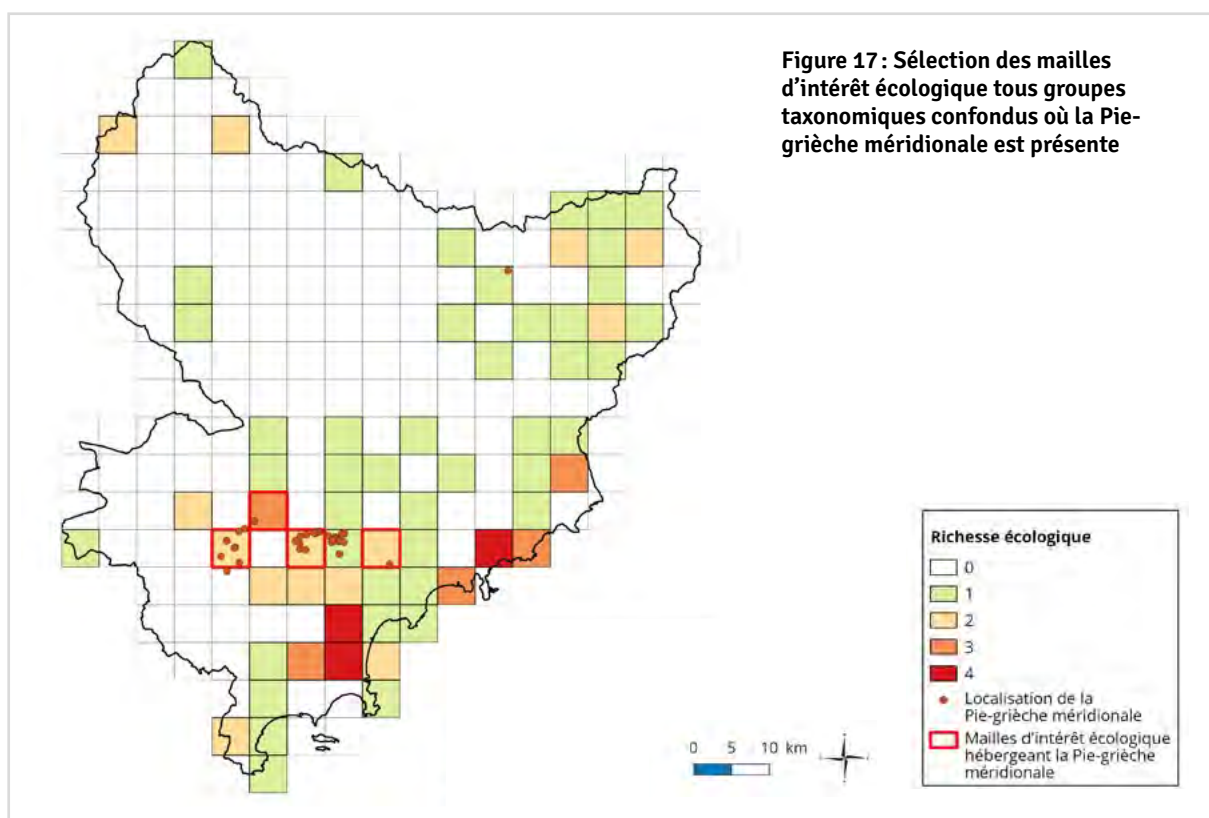 Figure 17 : Sélection des mailles
d'intérêt écologique tous groupes
taxonomiques confondus où la Pie-
grièche méridionale est présente
Richesse écologique
0
1
2
3
4
Localisation de la
Pie-grièche méridionale
Mailles d'intérêt écologique
hébergeant la Pie-grièche
méridionale
0 5 10 km